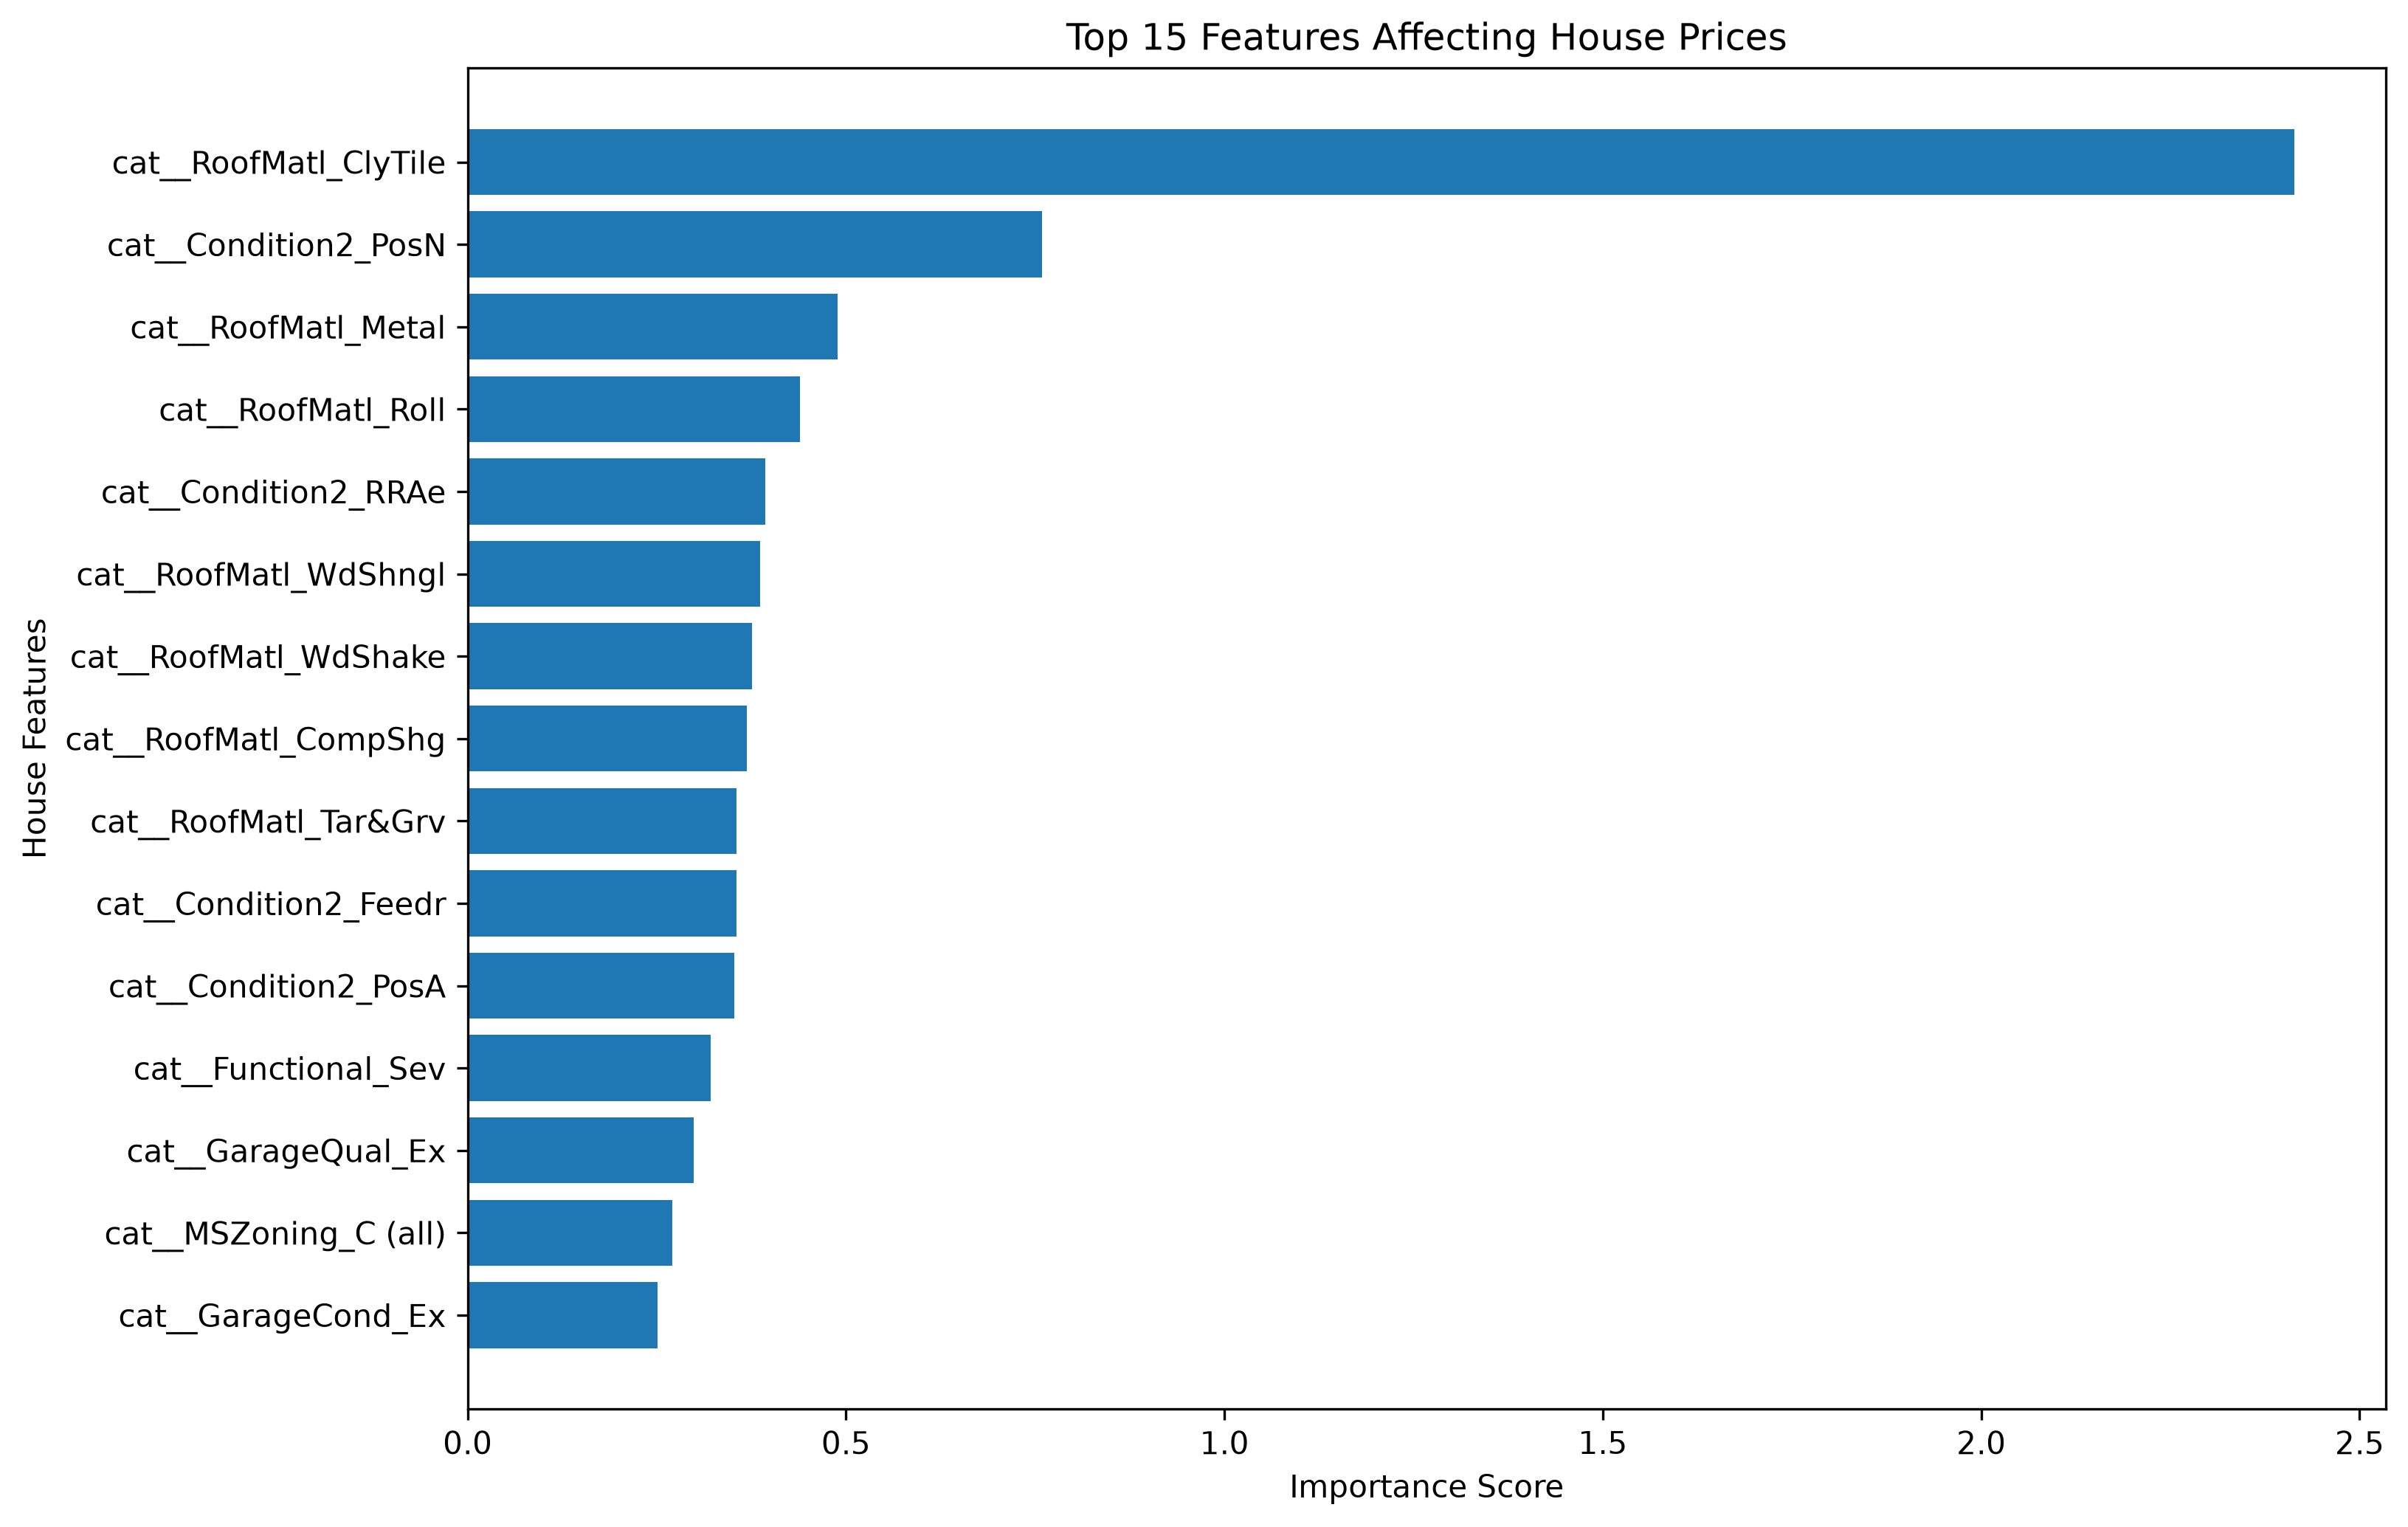 Top 15 Features Affecting House Prices
House Features
cat__RoofMatl_ClyTile
cat__Condition2_PosN
cat__RoofMatl_Metal
cat__RoofMatl_Roll
cat__Condition2_RRAe
cat__RoofMatl_WdShngl
cat__RoofMatl_WdShake
cat__RoofMatl_CompShg
cat__RoofMatl_Tar&Grv
cat__Condition2_Feedr
cat__Condition2_PosA
cat__Functional_Sev
cat__GarageQual_Ex
cat__MSZoning_C (all)
cat__GarageCond_Ex
0.0 0.5 1.0 1.5 2.0 2.5
Importance Score